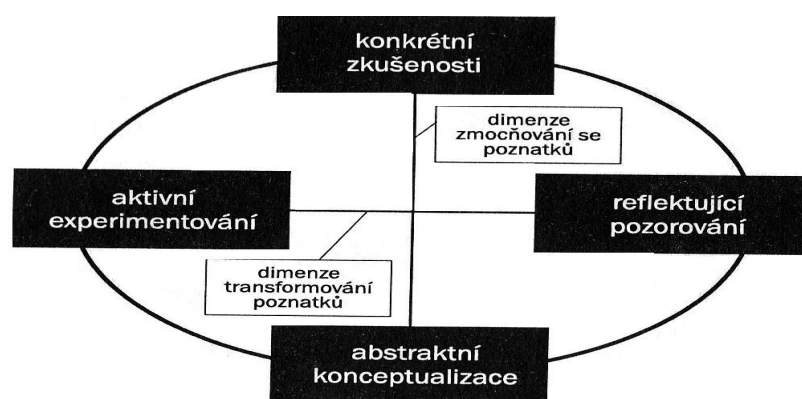 konkrétní
zkušenosti
dimenze
zmocňování se
poznatků
aktivní
experimentování
reflektující
pozorování
dimenze
transformování
poznatků
abstraktní
konceptualizace